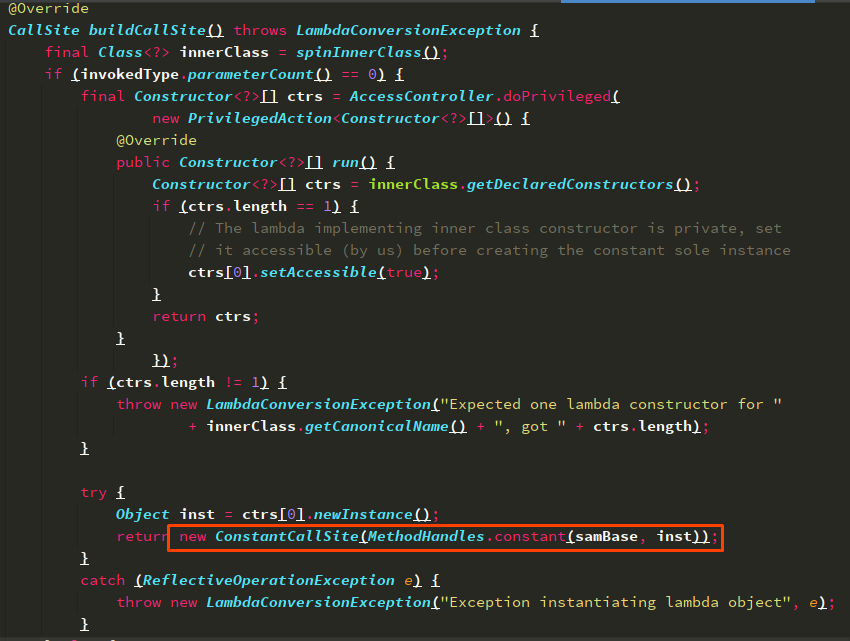 @Override
CallSite buildCallSite() throws LambdaConversionException {
    final Class<?> innerClass = spinInnerClass();
    if (invokedType.parameterCount() == 0) {
        final Constructor<?>[] ctrs = AccessController.doPrivileged(
                new PrivilegedAction<Constructor<?>[]>() {
            @Override
            public Constructor<?>[] run() {
                Constructor<?>[] ctrs = innerClass.getDeclaredConstructors();
                if (ctrs.length == 1) {
                    // The lambda implementing inner class constructor is private, set
                    // it accessible (by us) before creating the constant sole instance
                    ctrs[0].setAccessible(true);
                }
                return ctrs;
            }
                });
        if (ctrs.length != 1) {
            throw new LambdaConversionException("Expected one lambda constructor for "
                    + innerClass.getCanonicalName() + ", got " + ctrs.length);
        }

        try {
            Object inst = ctrs[0].newInstance();
            return new ConstantCallSite(MethodHandles.constant(samBase, inst));
        }
        catch (ReflectiveOperationException e) {
            throw new LambdaConversionException("Exception instantiating lambda object", e);
        }